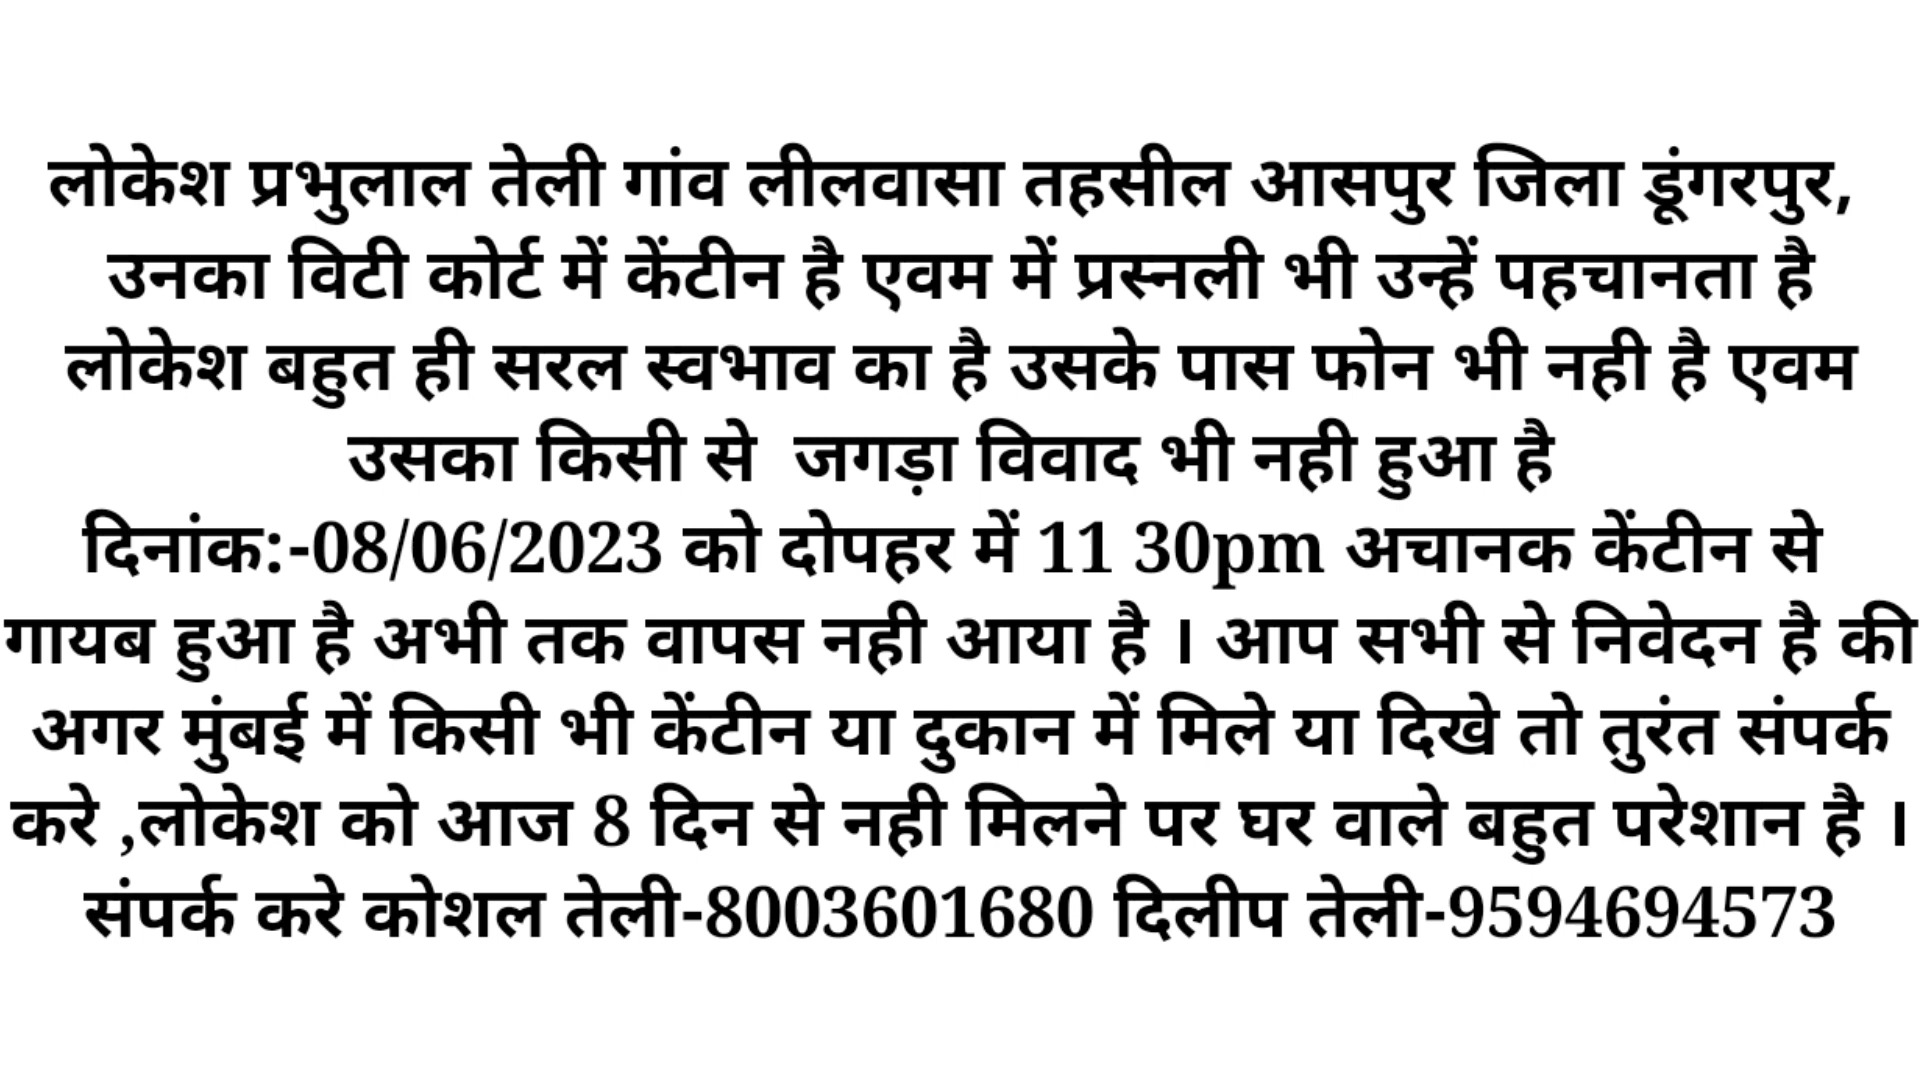 लोकेश प्रभुलाल तेली गांव लीलवासा तहसील आसपुर जिला डूंगरपुर,
उनका विटी कोर्ट में केंटीन है एवम में प्रस्नली भी उन्हें पहचानता है
लोकेश बहुत ही सरल स्वभाव का है उसके पास फोन भी नही है एवम
उसका किसी से  जगड़ा विवाद भी नही हुआ है
दिनांक:-08/06/2023 को दोपहर में 11 30pm अचानक केंटीन से
गायब हुआ है अभी तक वापस नही आया है । आप सभी से निवेदन है की
अगर मुंबई में किसी भी केंटीन या दुकान में मिले या दिखे तो तुरंत संपर्क
करे ,लोकेश को आज 8 दिन से नही मिलने पर घर वाले बहुत परेशान है ।
संपर्क करे कोशल तेली-8003601680 दिलीप तेली-9594694573